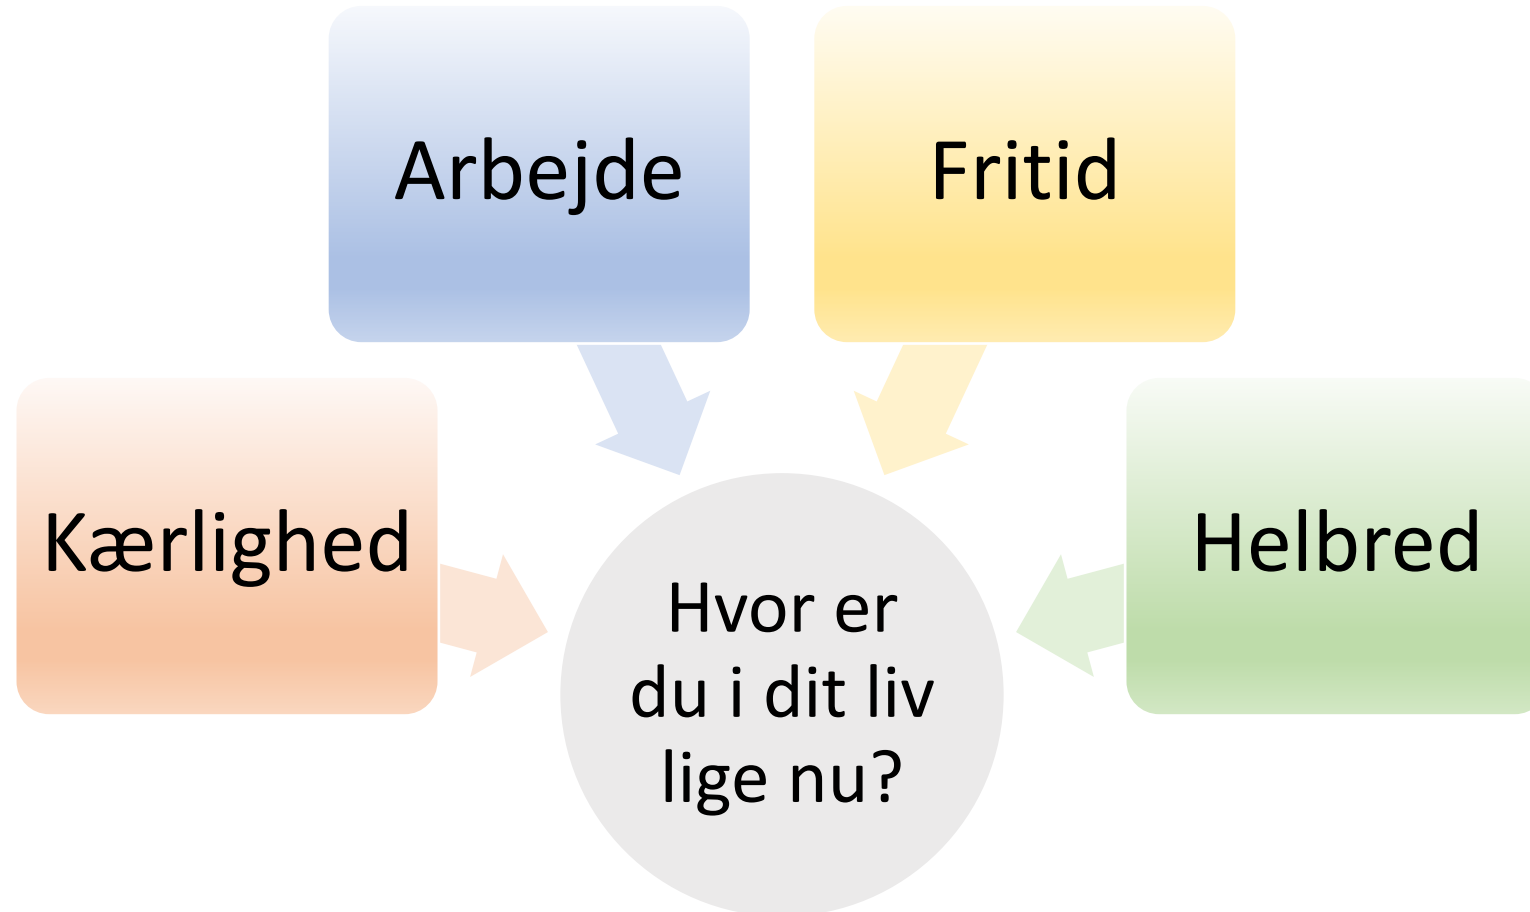 Arbejde
Fritid
Kærlighed
Helbred
Hvor er
du i dit liv
lige nu?